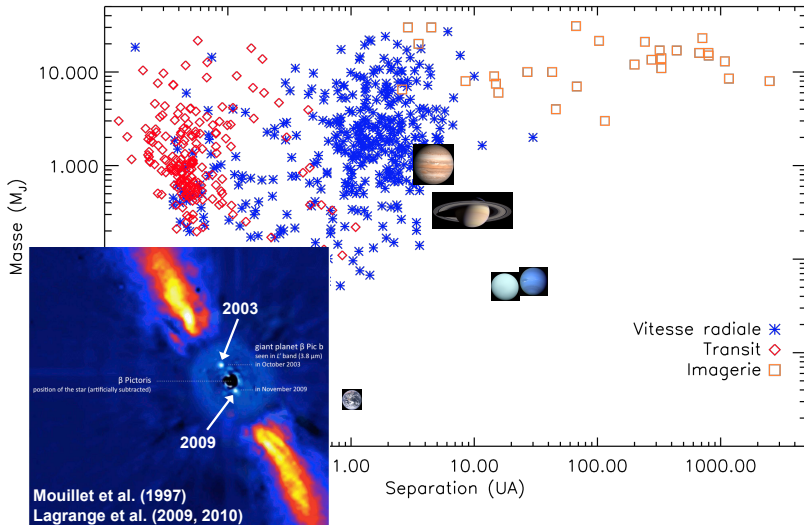 10.000
1.000
Masse (MJ)
Vitesse radiale
Transit
Imagerie
1.00
10.00
100.00
1000.00
Separation (UA)
2003
giant planet β Pic b
seen in L' band (3.8 μm)
in October 2003
β Pictoris
position of the star (artificially subtracted)
in November 2009
2009
Mouillet et al. (1997)
Lagrange et al. (2009, 2010)